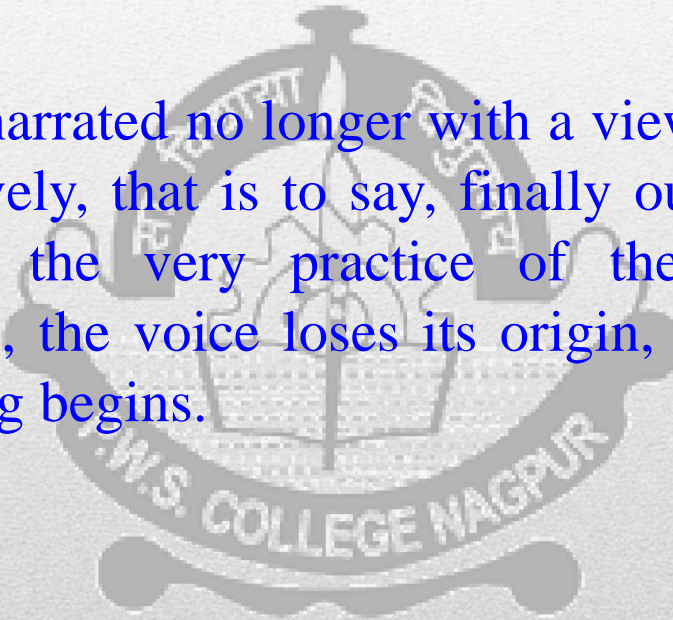 narrated no longer with a view
vely, that is to say, finally ou
the very practice of the
, the voice loses its origin,
g begins.
P.W.S. COLLEGE NAGPUR